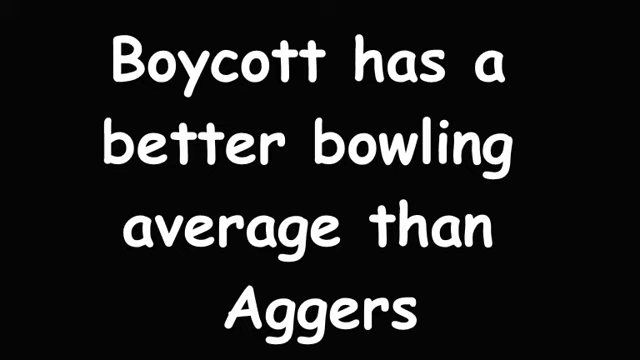 Boycott has a
better bowling
average than
Aggers